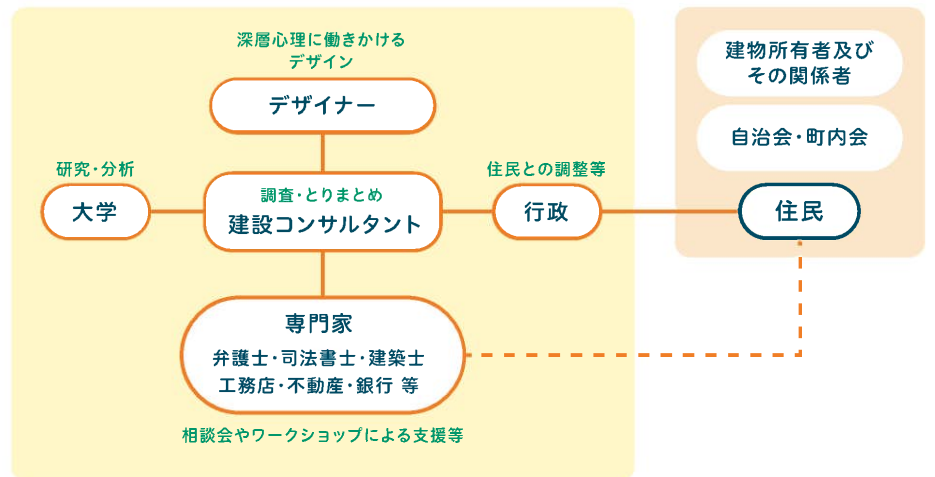 深層心理に働きかける
デザイン
デザイナー
研究・分析
大学
調査・とりまとめ
建設コンサルタント
住民との調整等
行政
専門家
弁護士・司法書士・建築士
工務店・不動産・銀行 等
相談会やワークショップによる支援等
建物所有者及び
その関係者
自治会・町内会
住民